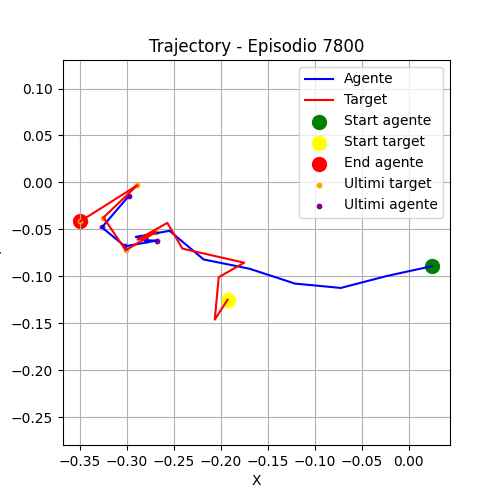 Trajectory - Episodio 7800
Agente
Target
Start agente
Start target
End agente
Ultimi target
Ultimi agente
0.10
0.05
0.00
−0.05
−0.10
−0.15
−0.20
−0.25
−0.35 −0.30 −0.25 −0.20 −0.15 −0.10 −0.05 0.00
X